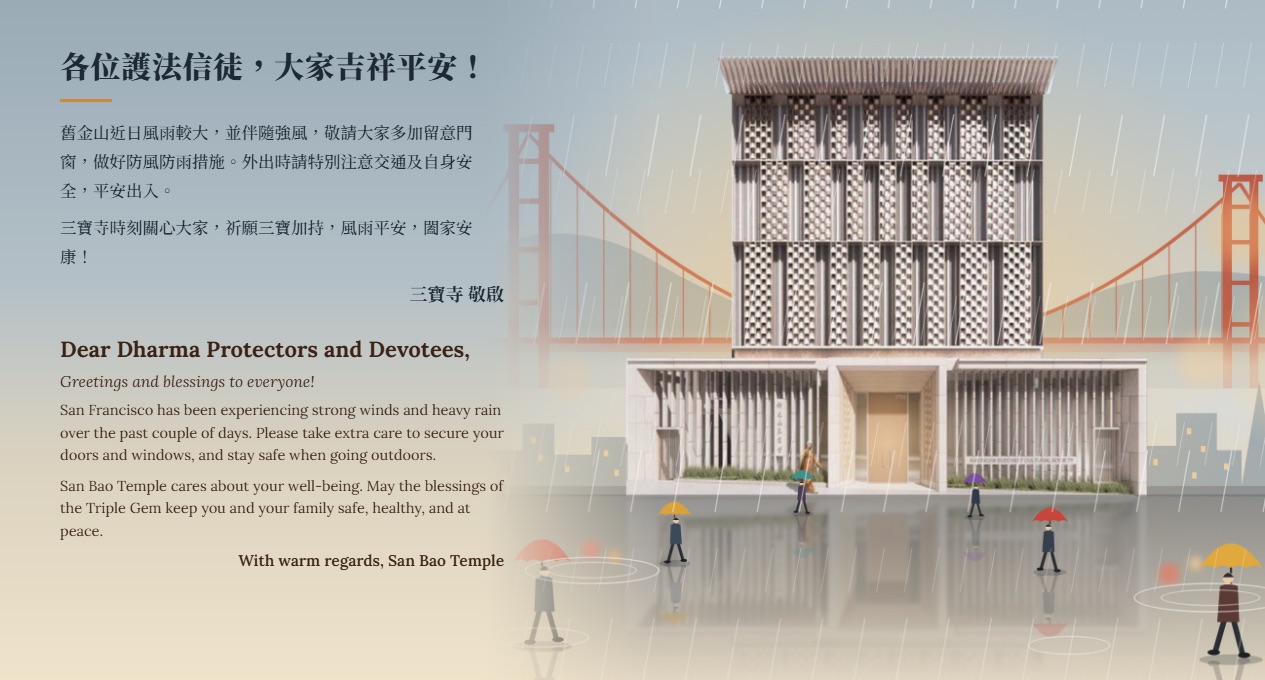 各位護法信徒，大家吉祥平安！
舊金山近日風雨較大，並伴隨強風，敬請大家多加留意門
窗，做好防風防雨措施。外出時請特別注意交通及自身安
全，平安出入。
三寶寺時刻關心大家，祈願三寶加持，風雨平安，闔家安
康！
三寶寺 敬啟
Dear Dharma Protectors and Devotees,
Greetings and blessings to everyone!
San Francisco has been experiencing strong winds and heavy rain
over the past couple of days. Please take extra care to secure your
doors and windows, and stay safe when going outdoors.
San Bao Temple cares about your well-being. May the blessings of
the Triple Gem keep you and your family safe, healthy, and at
peace.
With warm regards, San Bao Temple